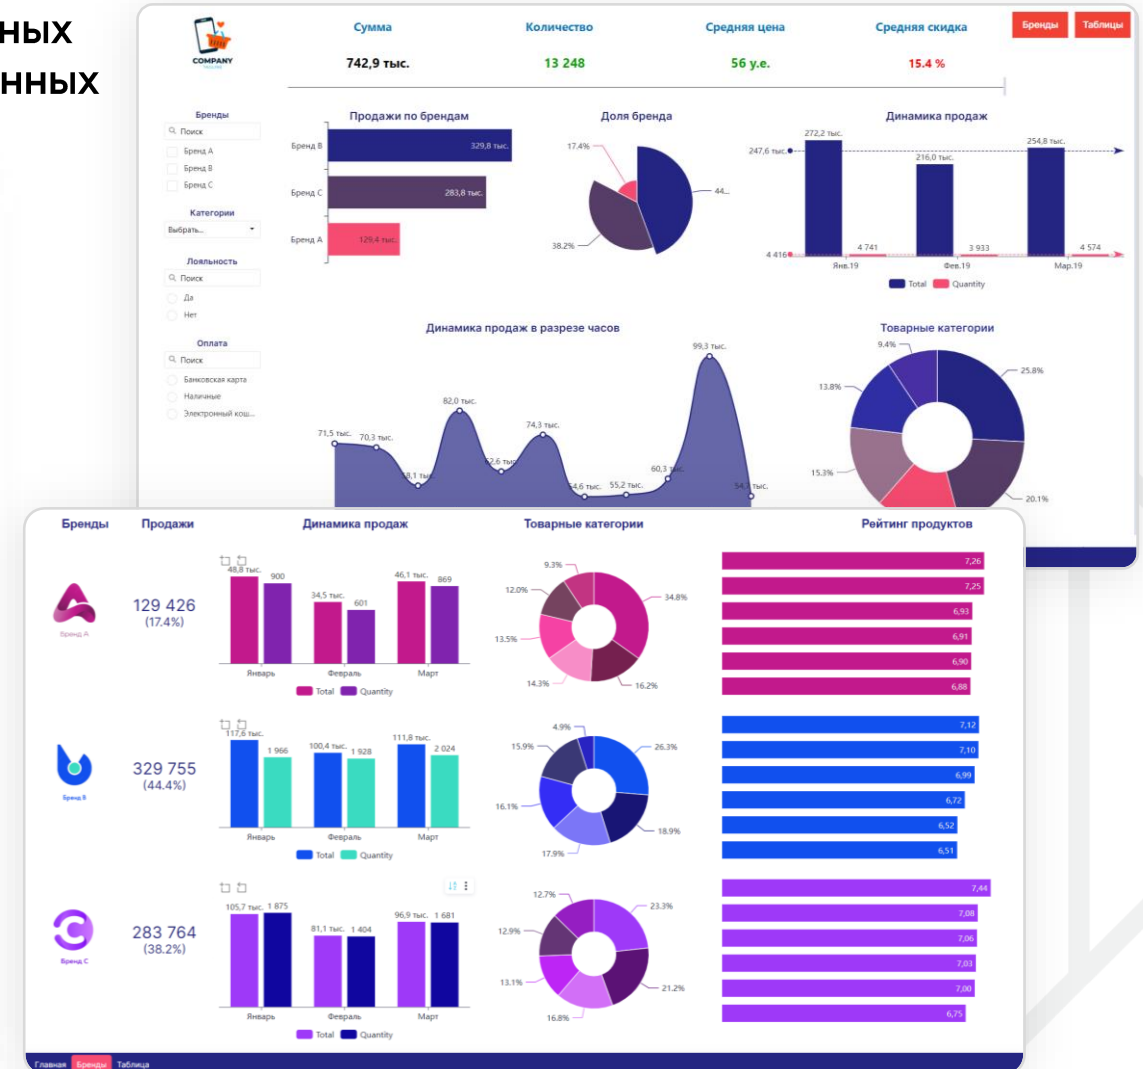 ных
нных
COMPANY
Сумма
Количество
Средняя цена
Средняя скидка
Бренды
Таблицы
742,9 тыс.
13 248
56 у.е.
15.4 %
Бренды
Поиск
Бренд A
Бренд B
Бренд C
Категории
Выбрать...
Лояльность
Поиск
Да
Нет
Оплата
Поиск
Банковская карта
Наличные
Электронный кош...
Продажи по брендам
Бренд B
329,8 тыс.
Бренд C
283,8 тыс.
Бренд A
129,4 тыс.
Доля бренда
17.4%
44...
38.2%
Динамика продаж
272,2 тыс.
254,8 тыс.
247,6 тыс.
216,0 тыс.
4 416
4 741
3 933
4 574
Янв.19
Фев.19
Мар.19
Total
Quantity
Динамика продаж в разрезе часов
99,3 тыс.
82,0 тыс.
74,3 тыс.
71,5 тыс.
70,3 тыс.
60,3
55,2 тыс.
Товарные категории
9.4%
25.8%
13.8%
15.3%
20.1%
Бренды
Продажи
Динамика продаж
Товарные категории
Рейтинг продуктов
Бренд A
129 426
(17.4%)
48,8 тыс.
900
34,5 тыс.
601
46,1 тыс.
869
Январь
Февраль
Март
Total
Quantity
9.3%
12.0%
34.8%
13.5%
14.3%
16.2%
7,26
7,25
6,93
6,91
6,90
6,88
Бренд B
329 755
(44.4%)
117,6 тыс.
1 966
100,4 тыс.
1 928
111,8 тыс.
2 024
Январь
Февраль
Март
Total
Quantity
4.9%
15.9%
26.3%
16.1%
18.9%
17.9%
7,12
7,10
6,99
6,72
6,52
6,51
Бренд C
283 764
(38.2%)
105,7 тыс.
1 875
81,1 тыс.
1 404
96,9 тыс.
1 681
Январь
Февраль
Март
Total
Quantity
12.7%
23.3%
12.9%
13.1%
21.2%
16.8%
7,44
7,08
7,06
7,03
7,00
6,75
Главная
Бренды
Таблица